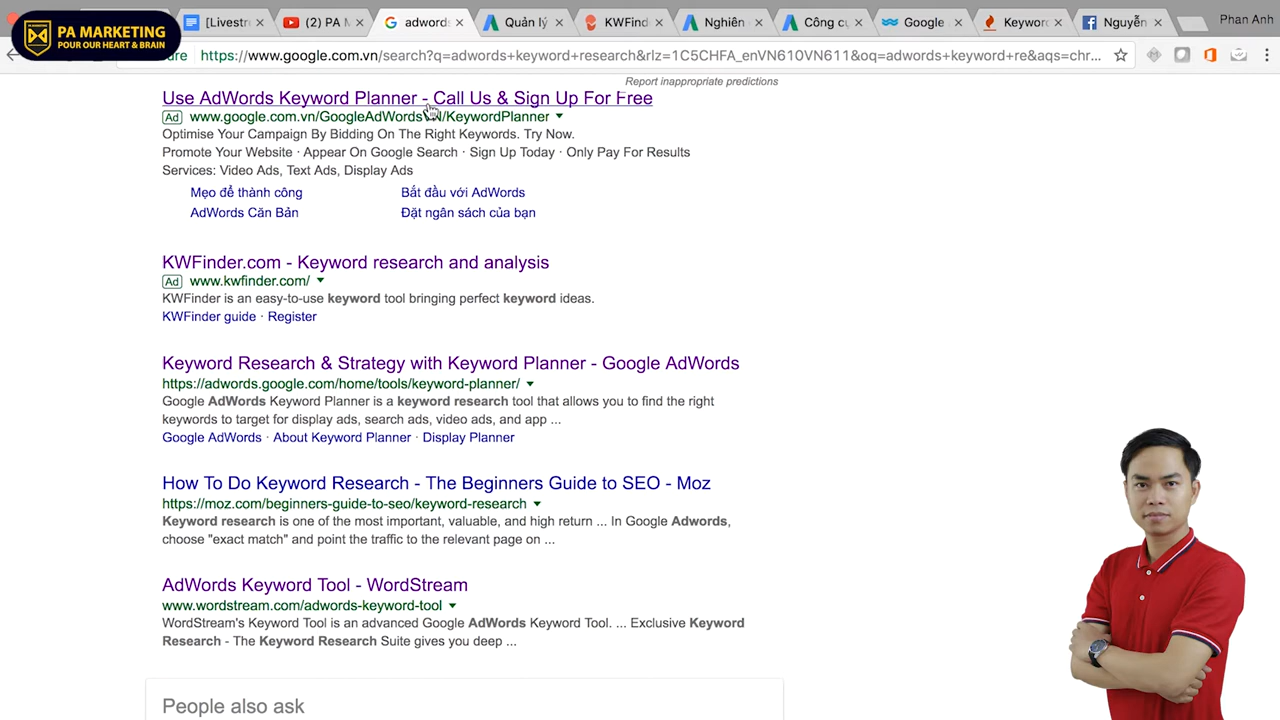 PA MARKETING
POUR OUR HEART & BRAIN
[Livestre
(2) PA M
adwords
Quản lý
KWFind
Nghiên
Công cụ
Google
Keyword
Nguyễn
Phan Anh
https://www.google.com.vn/search?q=adwords+keyword+research&rlz=1C5CHFA_enVN610VN611&oq=adwords+keyword+re&aqs=chr...
Report inappropriate predictions
Use AdWords Keyword Planner - Call Us & Sign Up For Free
Ad www.google.com.vn/GoogleAdWords/KeywordPlanner
Optimise Your Campaign By Bidding On The Right Keywords. Try Now.
Promote Your Website · Appear On Google Search · Sign Up Today · Only Pay For Results
Services: Video Ads, Text Ads, Display Ads
Mẹo để thành công Bắt đầu với AdWords
AdWords Căn Bản Đặt ngân sách của bạn
KWFinder.com - Keyword research and analysis
Ad www.kwfinder.com/
KWFinder is an easy-to-use keyword tool bringing perfect keyword ideas.
KWFinder guide · Register
Keyword Research & Strategy with Keyword Planner - Google AdWords
https://adwords.google.com/home/tools/keyword-planner/
Google AdWords Keyword Planner is a keyword research tool that allows you to find the right
keywords to target for display ads, search ads, video ads, and app ...
Google AdWords · About Keyword Planner · Display Planner
How To Do Keyword Research - The Beginners Guide to SEO - Moz
https://moz.com/beginners-guide-to-seo/keyword-research
Keyword research is one of the most important, valuable, and high return ... In Google Adwords,
choose "exact match" and point the traffic to the relevant page on ...
AdWords Keyword Tool - WordStream
www.wordstream.com/adwords-keyword-tool
WordStream's Keyword Tool is an advanced Google AdWords Keyword Tool. ... Exclusive Keyword
Research - The Keyword Research Suite gives you deep ...
People also ask